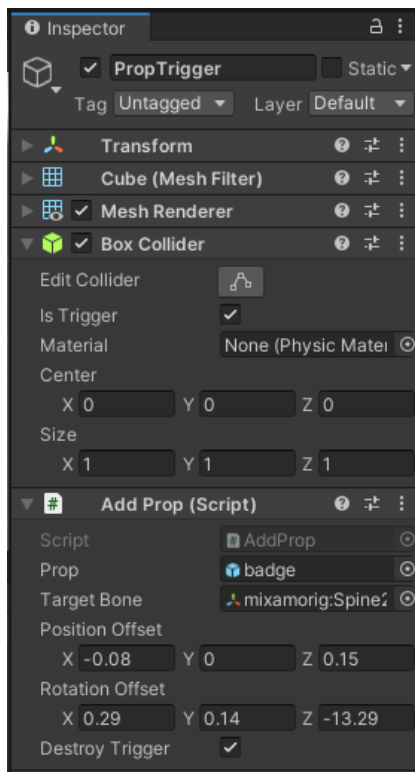 Inspector
PropTrigger Static
Tag Untagged Layer Default
Transform
Cube (Mesh Filter)
Mesh Renderer
Box Collider
Edit Collider
Is Trigger
Material None (Physic Mater
Center
X 0 Y 0 Z 0
Size
X 1 Y 1 Z 1
# Add Prop (Script)
Script # AddProp
Prop badge
Target Bone mixamorig:Spine2
Position Offset
X -0.08 Y 0 Z 0.15
Rotation Offset
X 0.29 Y 0.14 Z -13.29
Destroy Trigger